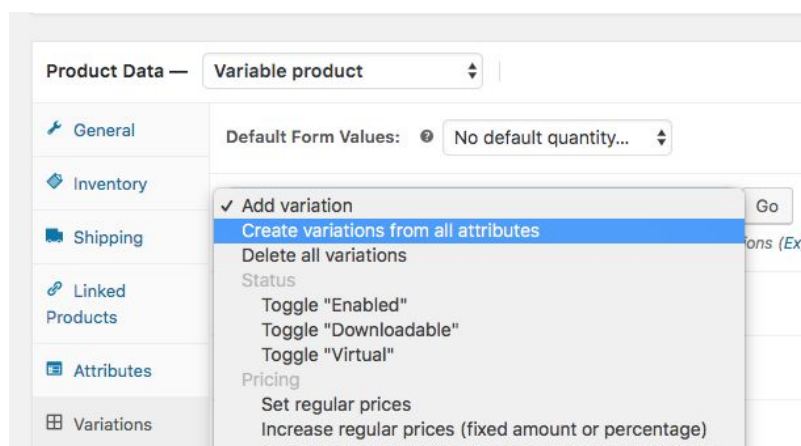 Product Data — Variable product
General
Default Form Values: No default quantity...
Inventory
✓ Add variation
Go
Create variations from all attributes
ions (Ex
Shipping
Delete all variations
Status
Linked
Products
Toggle "Enabled"
Toggle "Downloadable"
Toggle "Virtual"
Attributes
Pricing
Set regular prices
Variations
Increase regular prices (fixed amount or percentage)